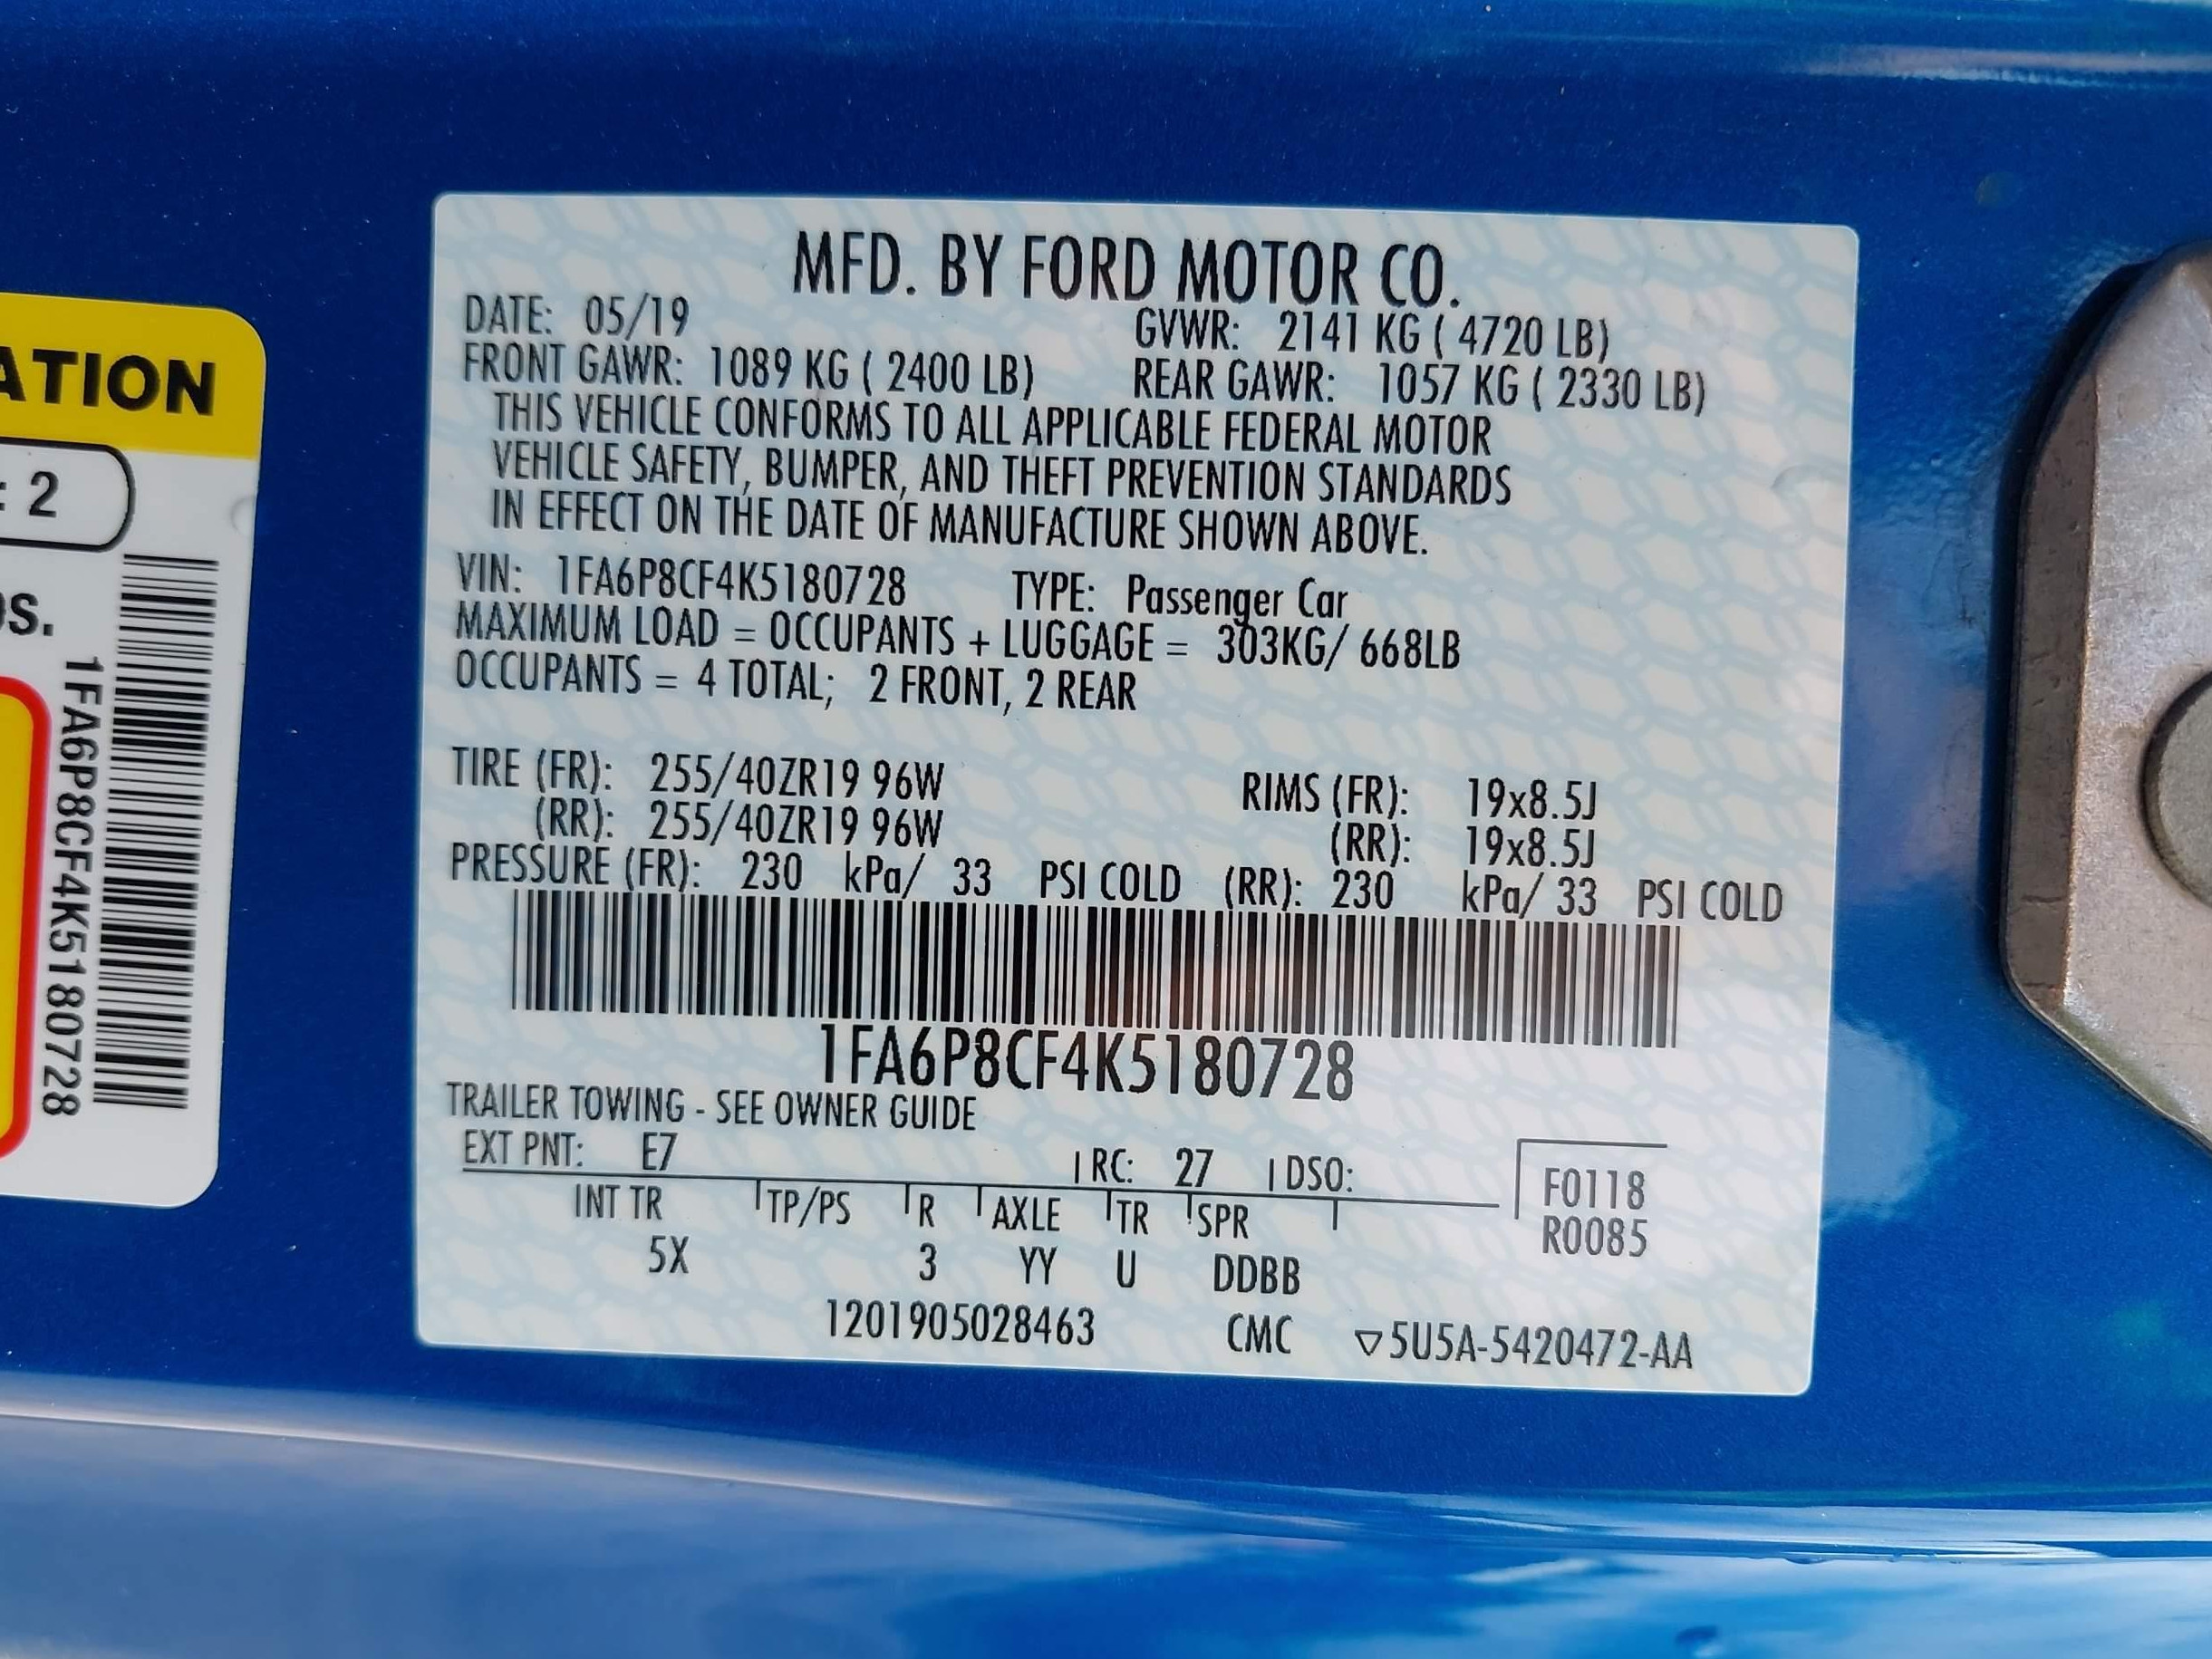 MFD. BY FORD MOTOR CO.
DATE: 05/19 GVWR: 2141 KG ( 4720 LB)
FRONT GAWR: 1089 KG ( 2400 LB) REAR GAWR: 1057 KG ( 2330 LB)
THIS VEHICLE CONFORMS TO ALL APPLICABLE FEDERAL MOTOR
VEHICLE SAFETY, BUMPER, AND THEFT PREVENTION STANDARDS
IN EFFECT ON THE DATE OF MANUFACTURE SHOWN ABOVE.
VIN: 1FA6P8CF4K5180728 TYPE: Passenger Car
MAXIMUM LOAD = OCCUPANTS + LUGGAGE = 303KG/ 668LB
OCCUPANTS = 4 TOTAL; 2 FRONT, 2 REAR
TIRE (FR): 255/40ZR19 96W RIMS (FR): 19x8.5J
(RR): 255/40ZR19 96W (RR): 19x8.5J
PRESSURE (FR): 230 kPa/ 33 PSI COLD (RR): 230 kPa/ 33 PSI COLD
1FA6P8CF4K5180728
TRAILER TOWING - SEE OWNER GUIDE
EXT PNT: E7 RC: 27 DSO: F0118
INT TR TP/PS R AXLE TR SPR R0085
5X 3 YY U DDBB
1201905028463 CMC ▽5U5A-5420472-AA
ATION
: 2
S.
1FA6P8CF4K5180728